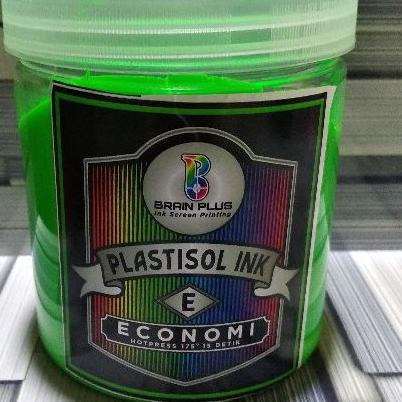 B
BRAIN PLUS
Ink Screen Printing
PLASTISOL INK
E
ECONOMI
HOTPRESS 175° 15 DETIK